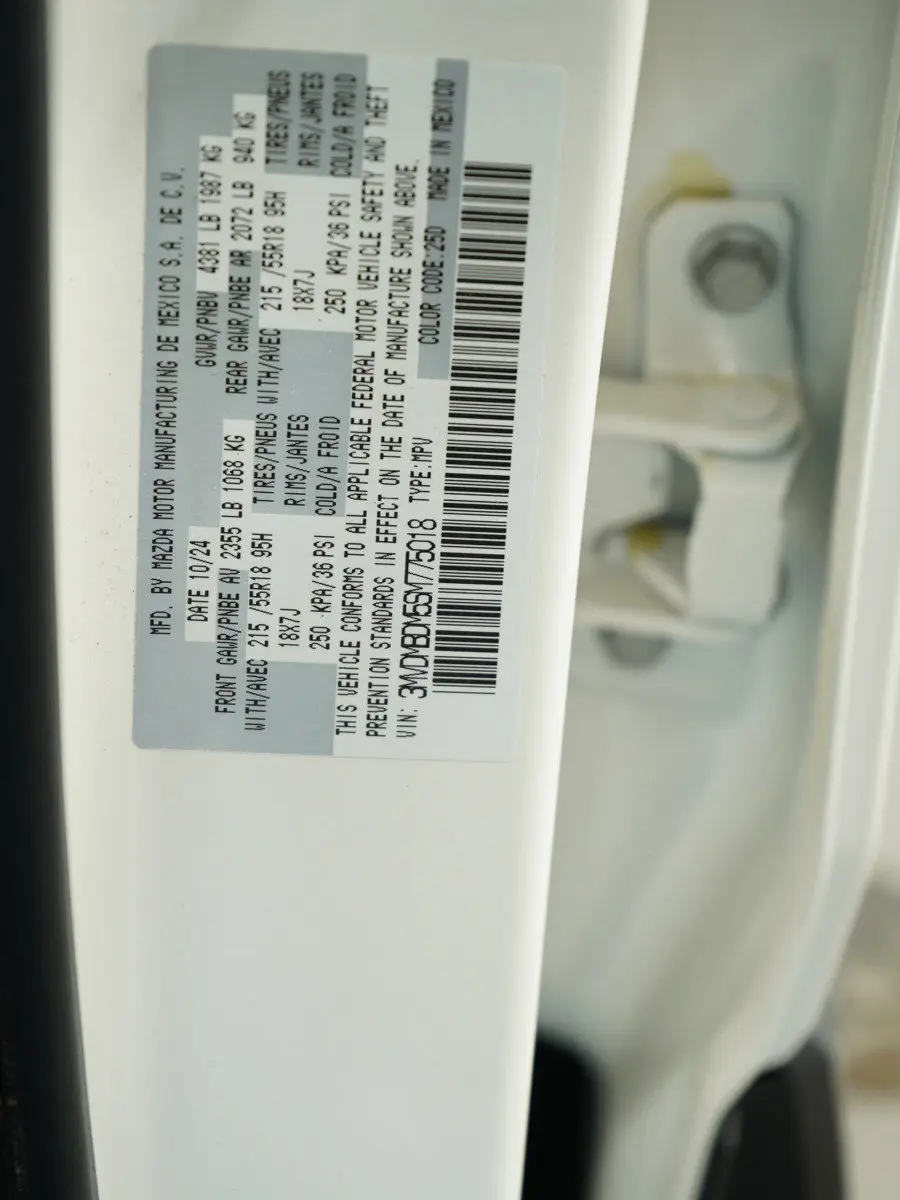 MFD. BY MAZDA MOTOR MANUFACTURING DE MEXICO S.A. DE C.V.
DATE 10/24 GVWR/PNBV 4381 LB 1987 KG
FRONT GAWR/PNBE AV 2355 LB 1068 KG REAR GAWR/PNBE AR 2072 LB 940 KG
WITH/AVEC 215 /55R18 95H TIRES/PNEUS WITH/AVEC 215 /55R18 95H TIRES/PNEUS
18X7J RIMS/JANTES 18X7J RIMS/JANTES
250 KPA/36 PSI COLD/A FROID 250 KPA/36 PSI COLD/A FROID
THIS VEHICLE CONFORMS TO ALL APPLICABLE FEDERAL MOTOR VEHICLE SAFETY AND THEFT
PREVENTION STANDARDS IN EFFECT ON THE DATE OF MANUFACTURE SHOWN ABOVE.
VIN: 3MVDMBDM5SM775018 TYPE:MPV COLOR CODE:25D MADE IN MEXICO